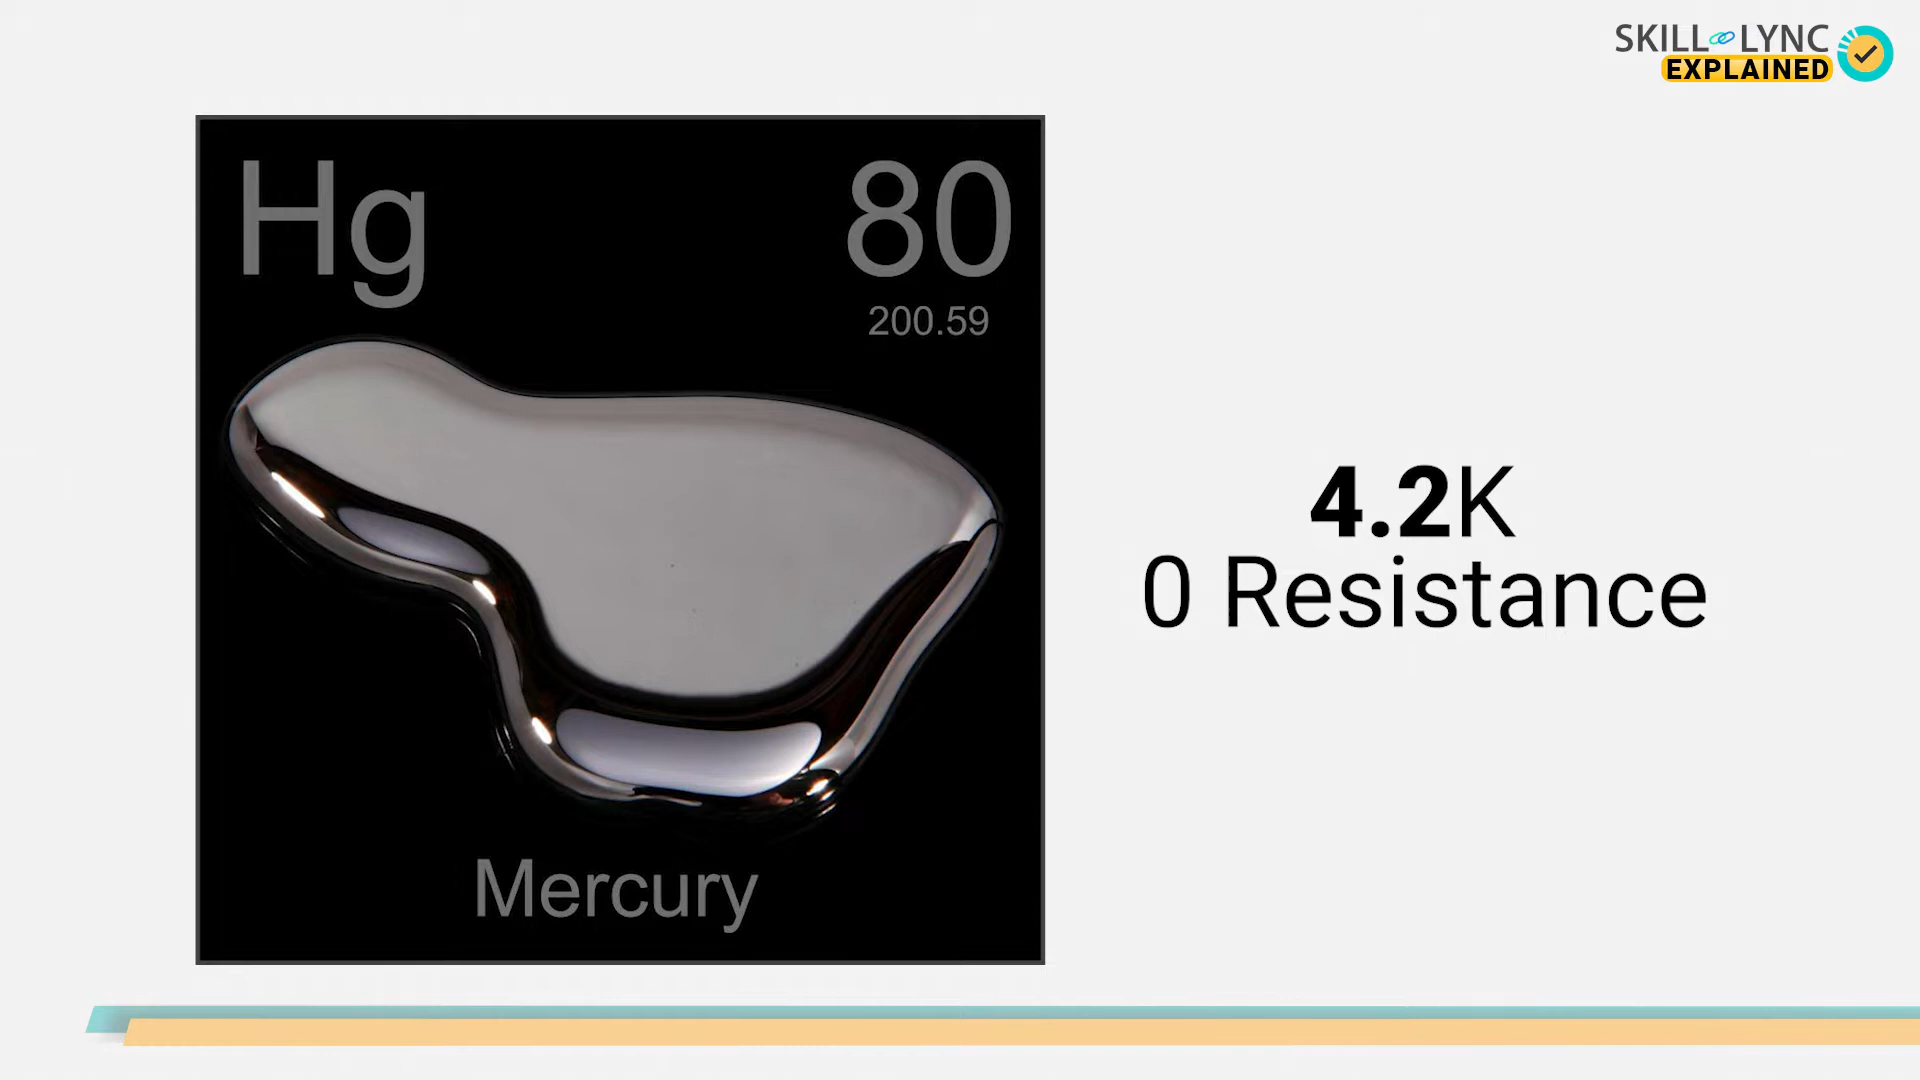 SKILL LYNC
EXPLAINED
Hg
80
200.59
Mercury
4.2K
0 Resistance